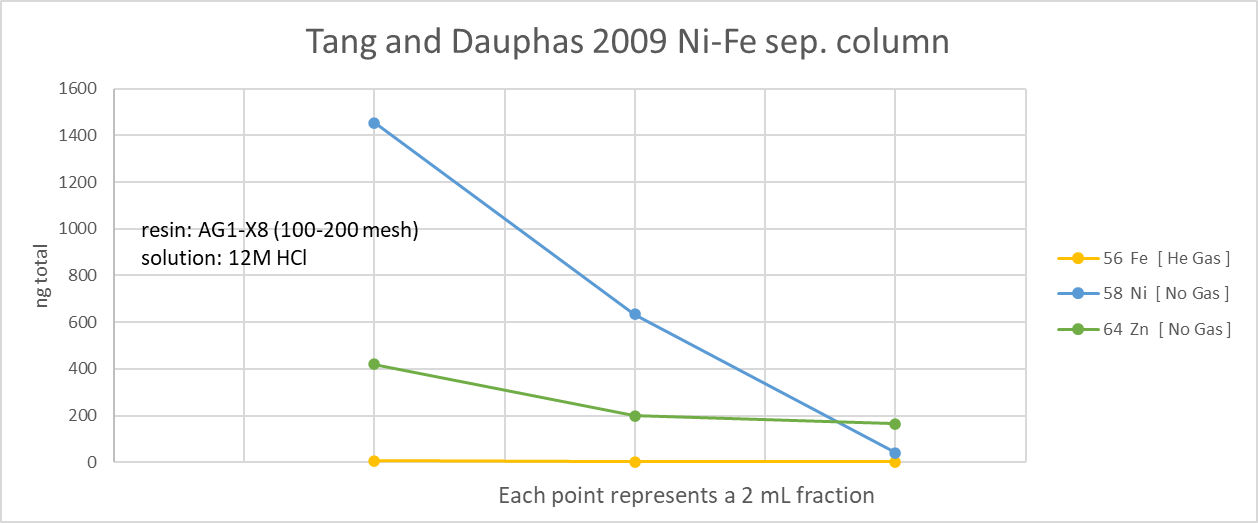 Tang and Dauphas 2009 Ni-Fe sep. column
1600
1400
1200
1000
800
600
400
200
0
ng total
resin: AG1-X8 (100-200 mesh)
solution: 12M HCl
56 Fe [ He Gas ]
58 Ni [ No Gas ]
64 Zn [ No Gas ]
Each point represents a 2 mL fraction